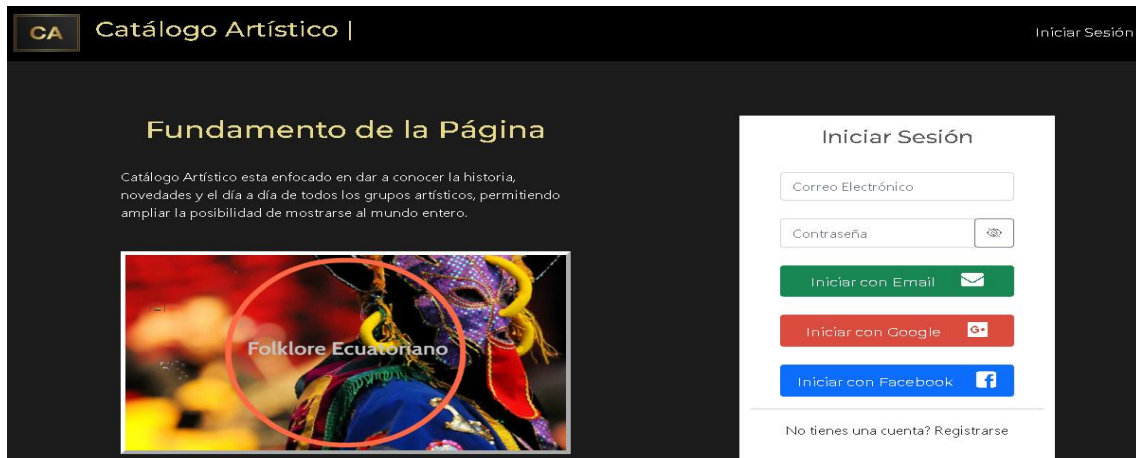 CA
Catálogo Artístico |
Iniciar Sesión
Fundamento de la Página
Catálogo Artístico esta enfocado en dar a conocer la historia,
novedades y el día a día de todos los grupos artísticos, permitiendo
ampliar la posibilidad de mostrarse al mundo entero.
Folklore Ecuatoriano
Iniciar Sesión
Correo Electrónico
Contraseña
Iniciar con Email
Iniciar con Google
G+
Iniciar con Facebook
No tienes una cuenta? Registrarse